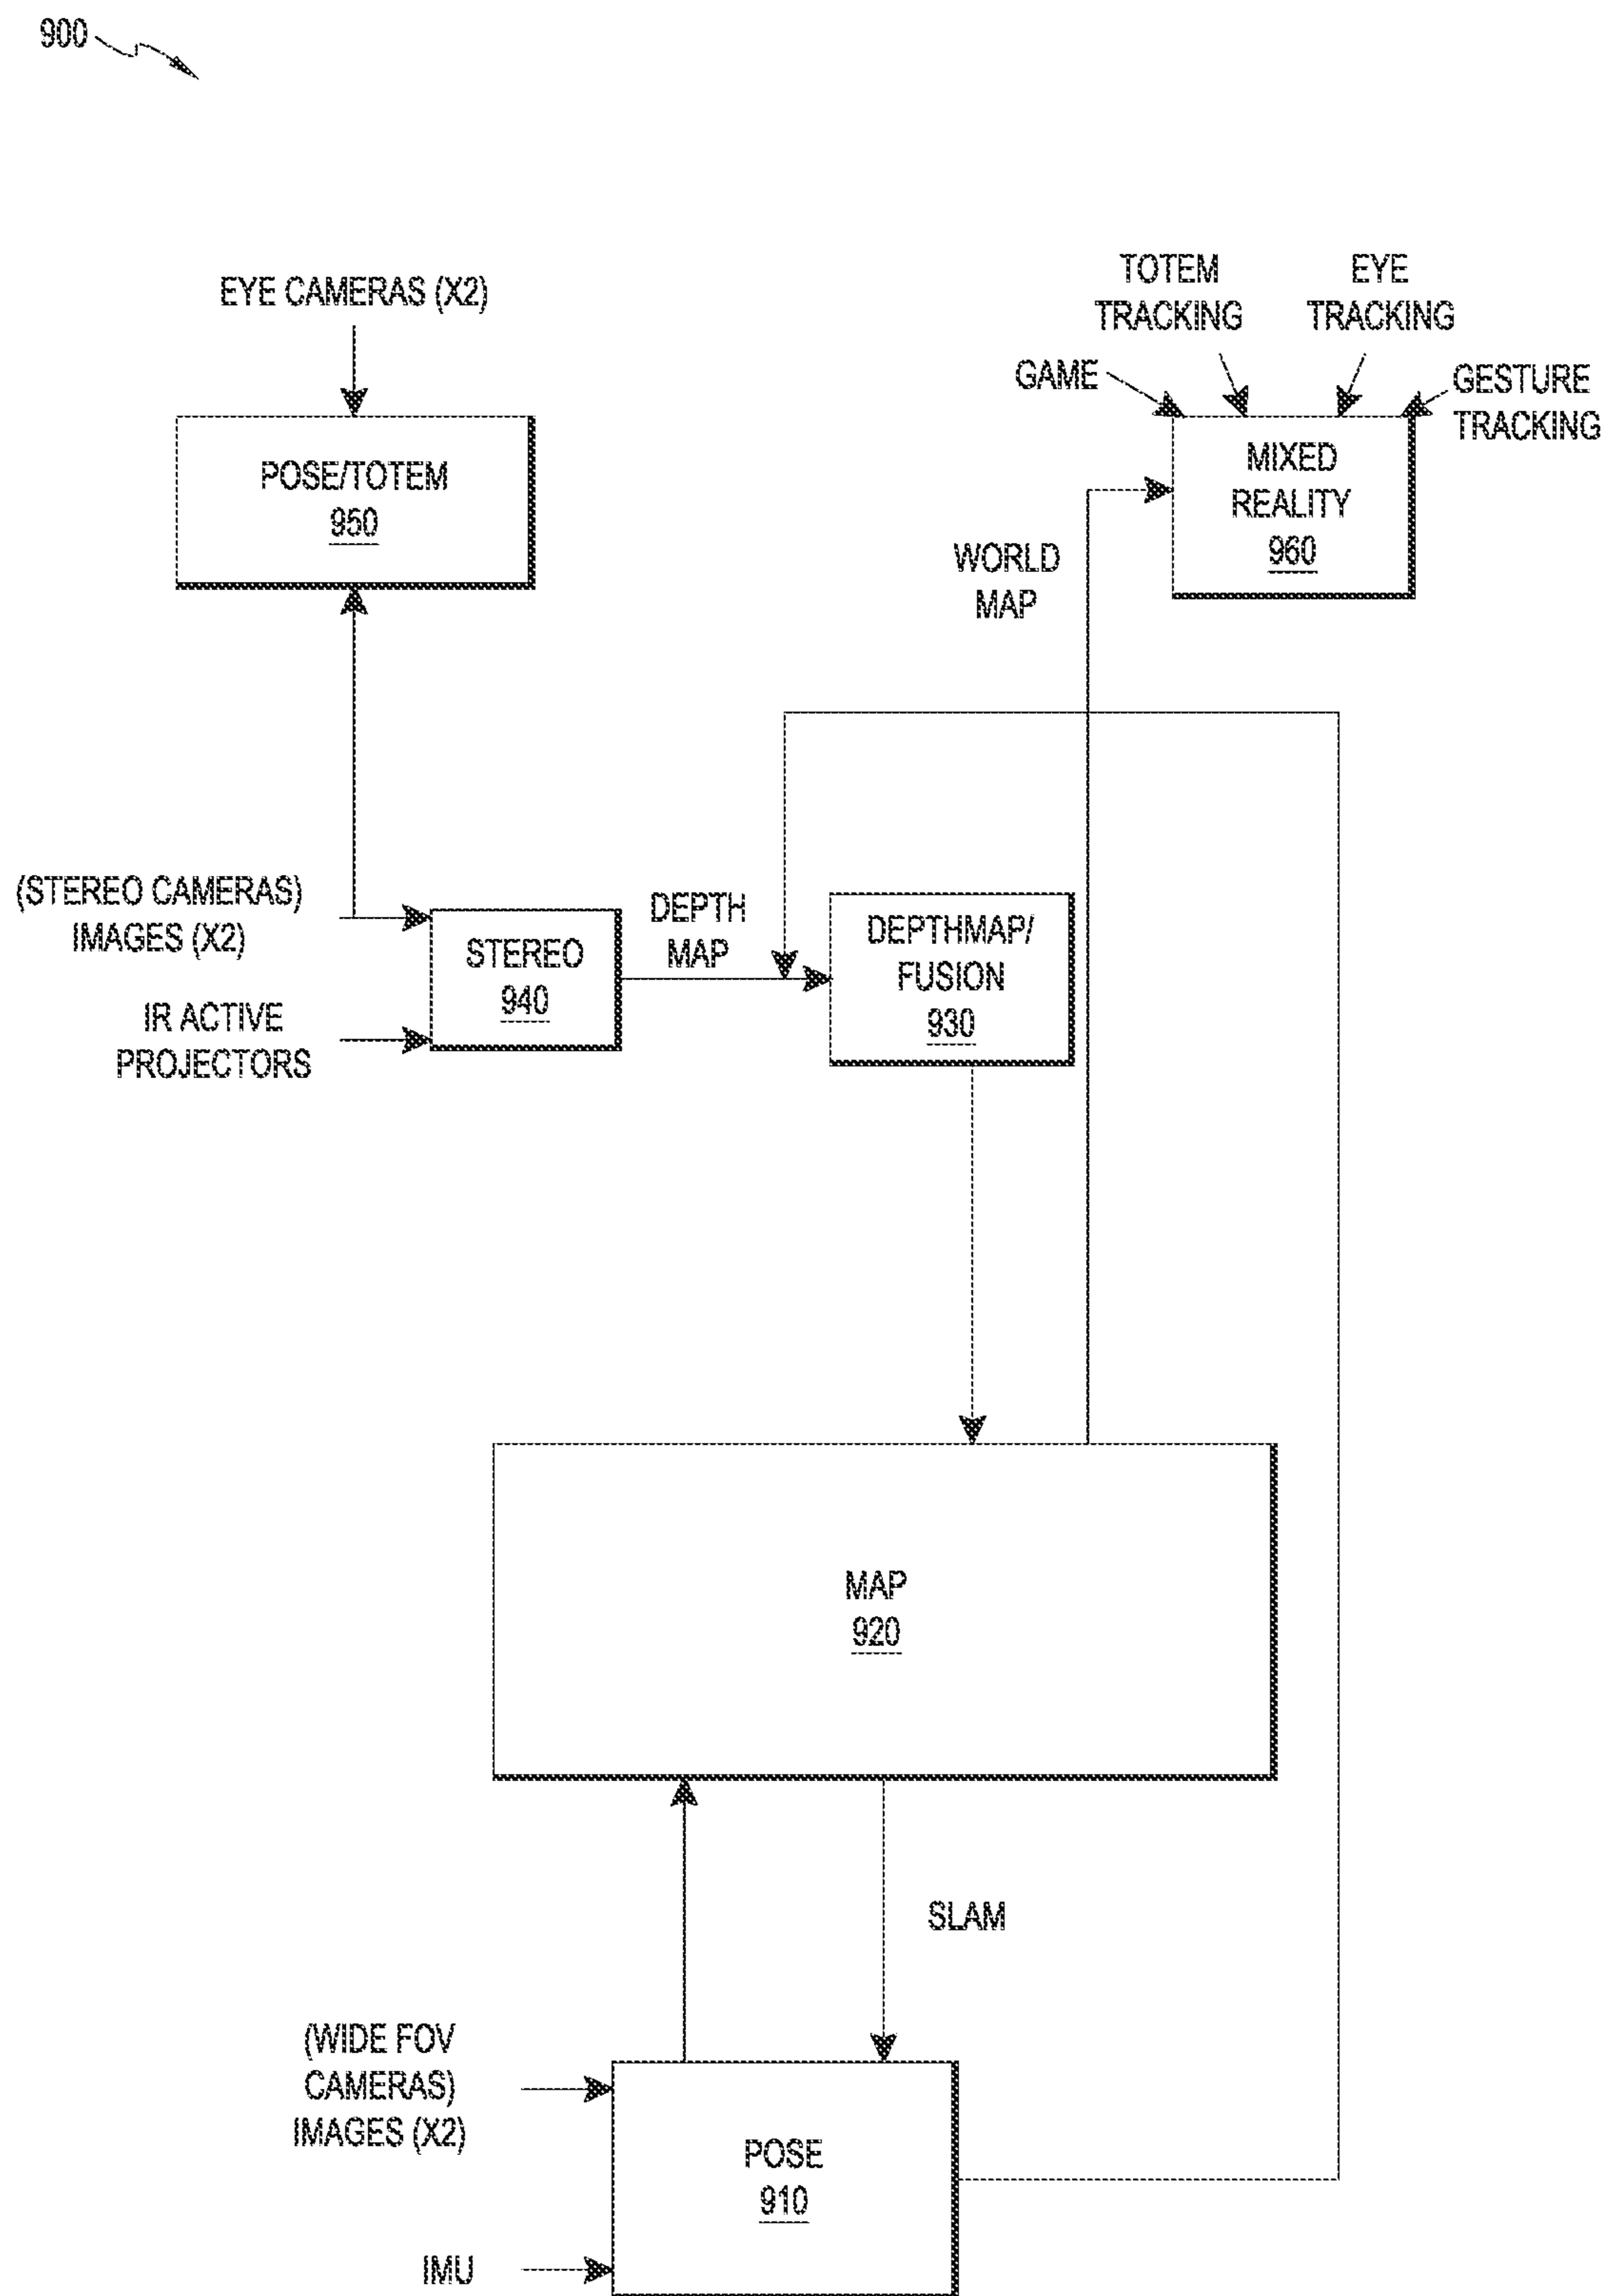 900
EYE CAMERAS (X2)
POSE/TOTEM
950
TOTEM
TRACKING
EYE
TRACKING
GAME
GESTURE
TRACKING
MIXED
REALITY
960
WORLD
MAP
(STEREO CAMERAS)
IMAGES (X2)
IR ACTIVE
PROJECTORS
STEREO
940
DEPTH
MAP
DEPTHMAP/
FUSION
930
MAP
920
SLAM
(WIDE FOV
CAMERAS)
IMAGES (X2)
POSE
910
IMU